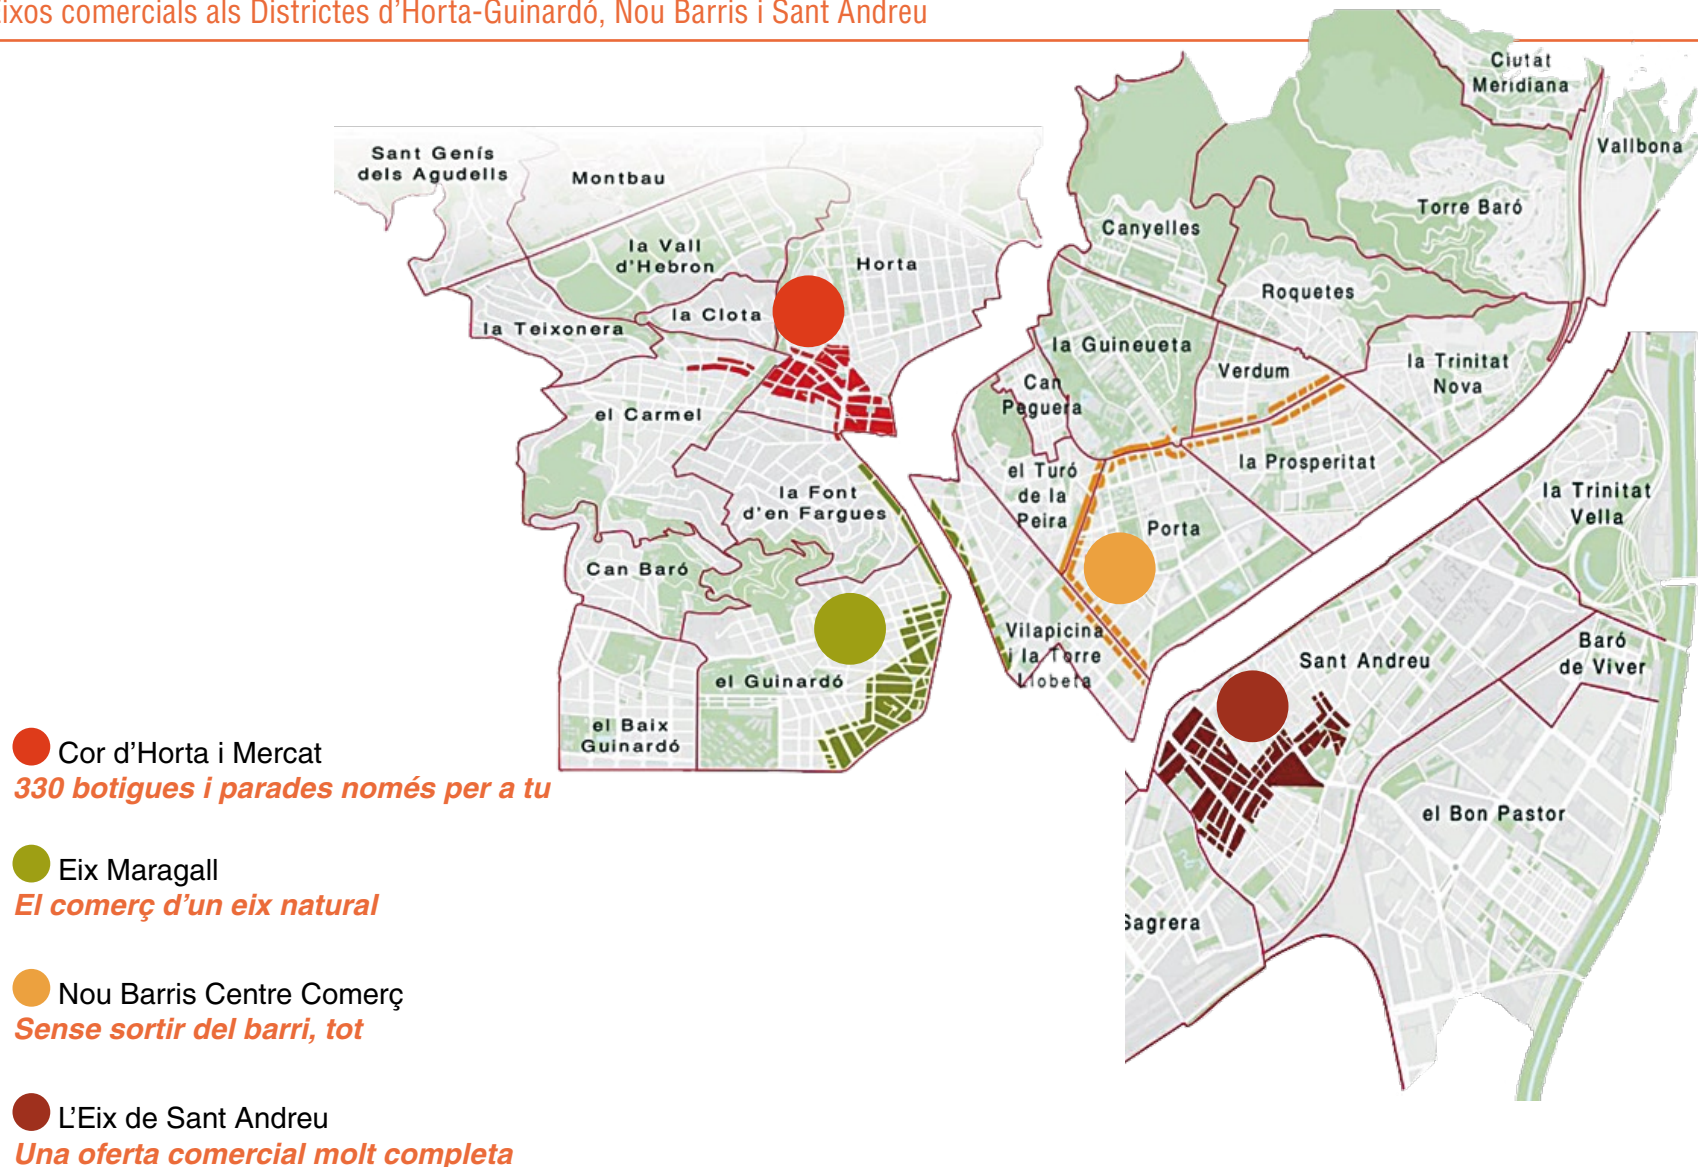 ixos comercials als Districtes d'Horta-Guinardó, Nou Barris i Sant Andreu
Ciutat
Meridiana
Vallbona
Torre Baró
Canyelles
Roquetes
Sant Genís
dels Agudells
Montbau
la Vall
d'Hebron
Horta
la Clota
la Teixonera
el Carmel
la Font
d'en Fargues
Can Baró
el Guinardó
el Baix
Guinardó
la Guineueta
Verdum
la Trinitat
Nova
Can
Peguera
el Turó
de la
Peira
la Prosperitat
Porta
Vilapicina
i la Torre
Llobeta
la Trinitat
Vella
Baró
de Viver
Sant Andreu
el Bon Pastor
Sagrera
Cor d'Horta i Mercat
330 botigues i parades només per a tu
Eix Maragall
El comerç d'un eix natural
Nou Barris Centre Comerç
Sense sortir del barri, tot
L'Eix de Sant Andreu
Una oferta comercial molt completa